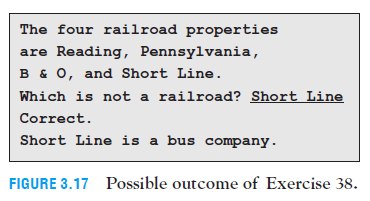 The four railroad properties
are Reading, Pennsylvania,
B & O, and Short Line.
Which is not a railroad? Short Line
Correct.
Short Line is a bus company.
FIGURE 3.17 Possible outcome of Exercise 38.